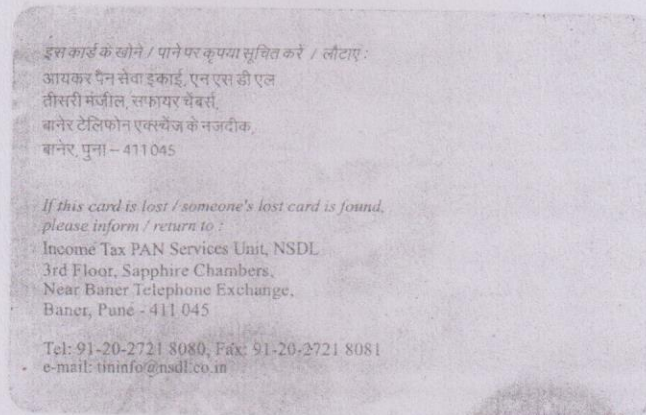 इस कार्ड के खोने / पाने पर कृपया सूचित करें / लौटाए :
आयकर पैन सेवा इकाई, एन एस डी एल
तीसरी मंजील, सफायर चेंबर्स,
बानेर टेलिफोन एक्स्चेंज के नजदीक,
बानेर, पुना – 411 045
If this card is lost / someone's lost card is found,
please inform / return to :
Income Tax PAN Services Unit, NSDL
3rd Floor, Sapphire Chambers,
Near Baner Telephone Exchange,
Baner, Pune - 411 045
Tel: 91-20-2721 8080, Fax: 91-20-2721 8081
e-mail: tininfo@nsdl.co.in